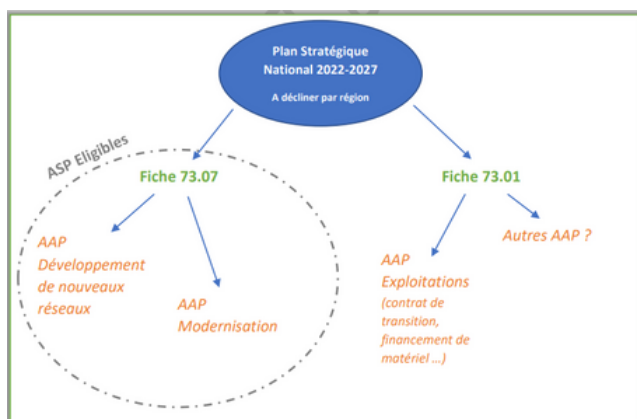 Plan Stratégique
National 2022-2027
A décliner par région
ASP Eligibles
Fiche 73.07
Fiche 73.01
AAP
Développement
de nouveaux
réseaux
AAP
Modernisation
AAP
Exploitations
(contrat de
transition,
financement de
matériel ...)
Autres AAP ?